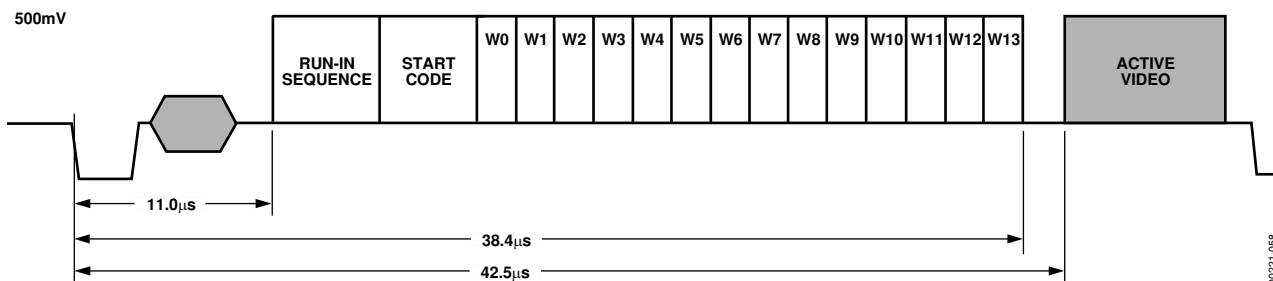 500mV
RUN-IN
SEQUENCE
START
CODE
W0 W1 W2 W3 W4 W5 W6 W7 W8 W9 W10 W11 W12 W13
ACTIVE
VIDEO
11.0μs
38.4μs
42.5μs